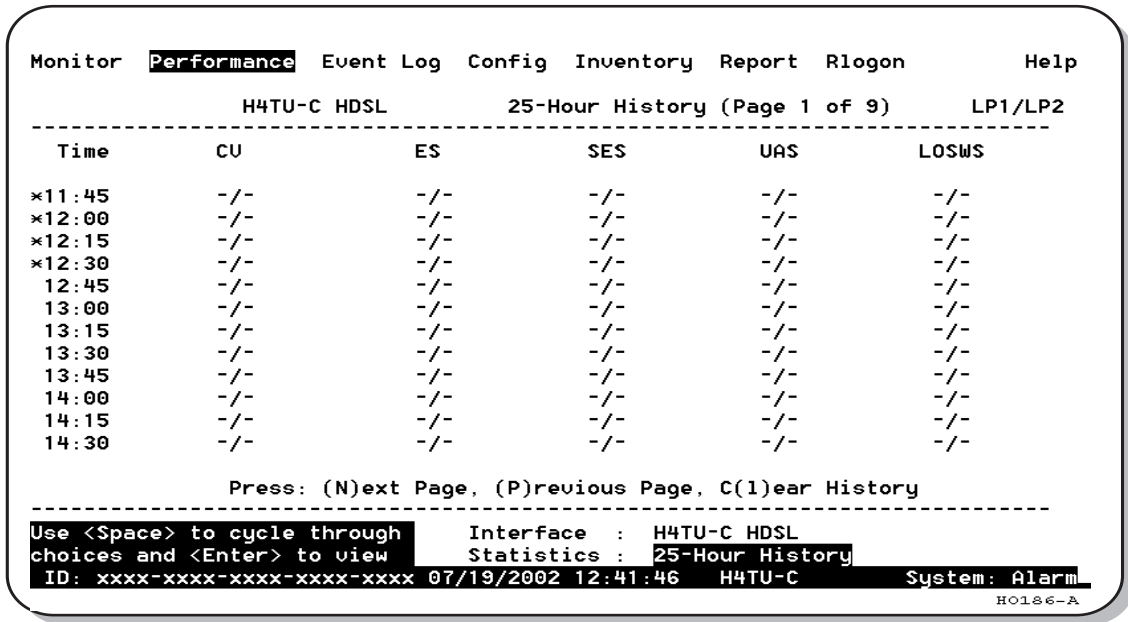 Monitor Performance Event Log Config Inventory Report Rlogon Help
H4TU-C HDSL 25-Hour History (Page 1 of 9) LP1/LP2
--------------------------------------------------------------------------------
Time CV ES SES UAS LOSWS
*11:45 -/- -/- -/- -/- -/-
*12:00 -/- -/- -/- -/- -/-
*12:15 -/- -/- -/- -/- -/-
*12:30 -/- -/- -/- -/- -/-
12:45 -/- -/- -/- -/- -/-
13:00 -/- -/- -/- -/- -/-
13:15 -/- -/- -/- -/- -/-
13:30 -/- -/- -/- -/- -/-
13:45 -/- -/- -/- -/- -/-
14:00 -/- -/- -/- -/- -/-
14:15 -/- -/- -/- -/- -/-
14:30 -/- -/- -/- -/- -/-
Press: (N)ext Page, (P)revious Page, C(l)ear History
--------------------------------------------------------------------------------
Use <Space> to cycle through Interface : H4TU-C HDSL
choices and <Enter> to view Statistics : 25-Hour History
ID: xxxx-xxxx-xxxx-xxxx-xxxx 07/19/2002 12:41:46 H4TU-C System: Alarm
H0186-A